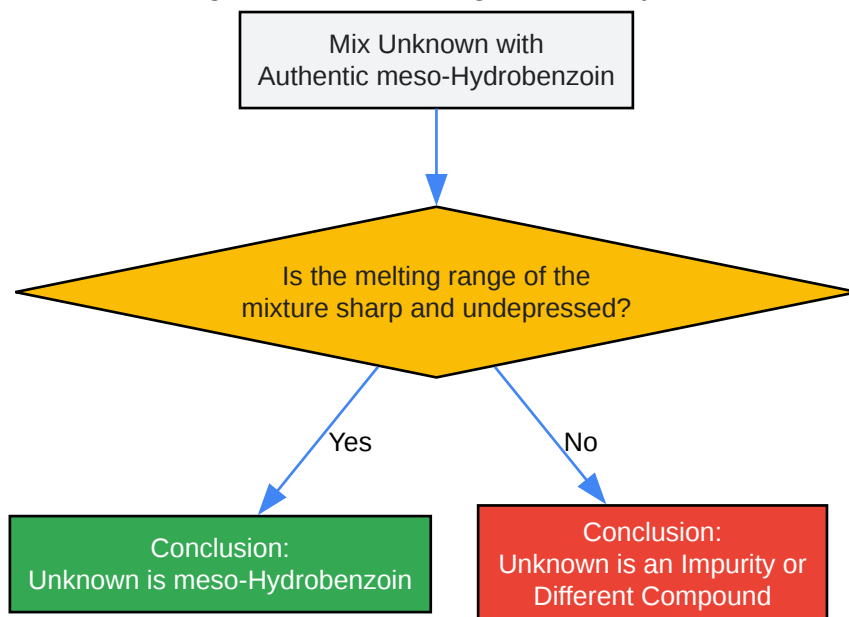 Mix Unknown with
Authentic meso-Hydrobenzoin
Is the melting range of the
mixture sharp and undepressed?
Yes
No
Conclusion:
Unknown is meso-Hydrobenzoin
Conclusion:
Unknown is an Impurity or
Different Compound